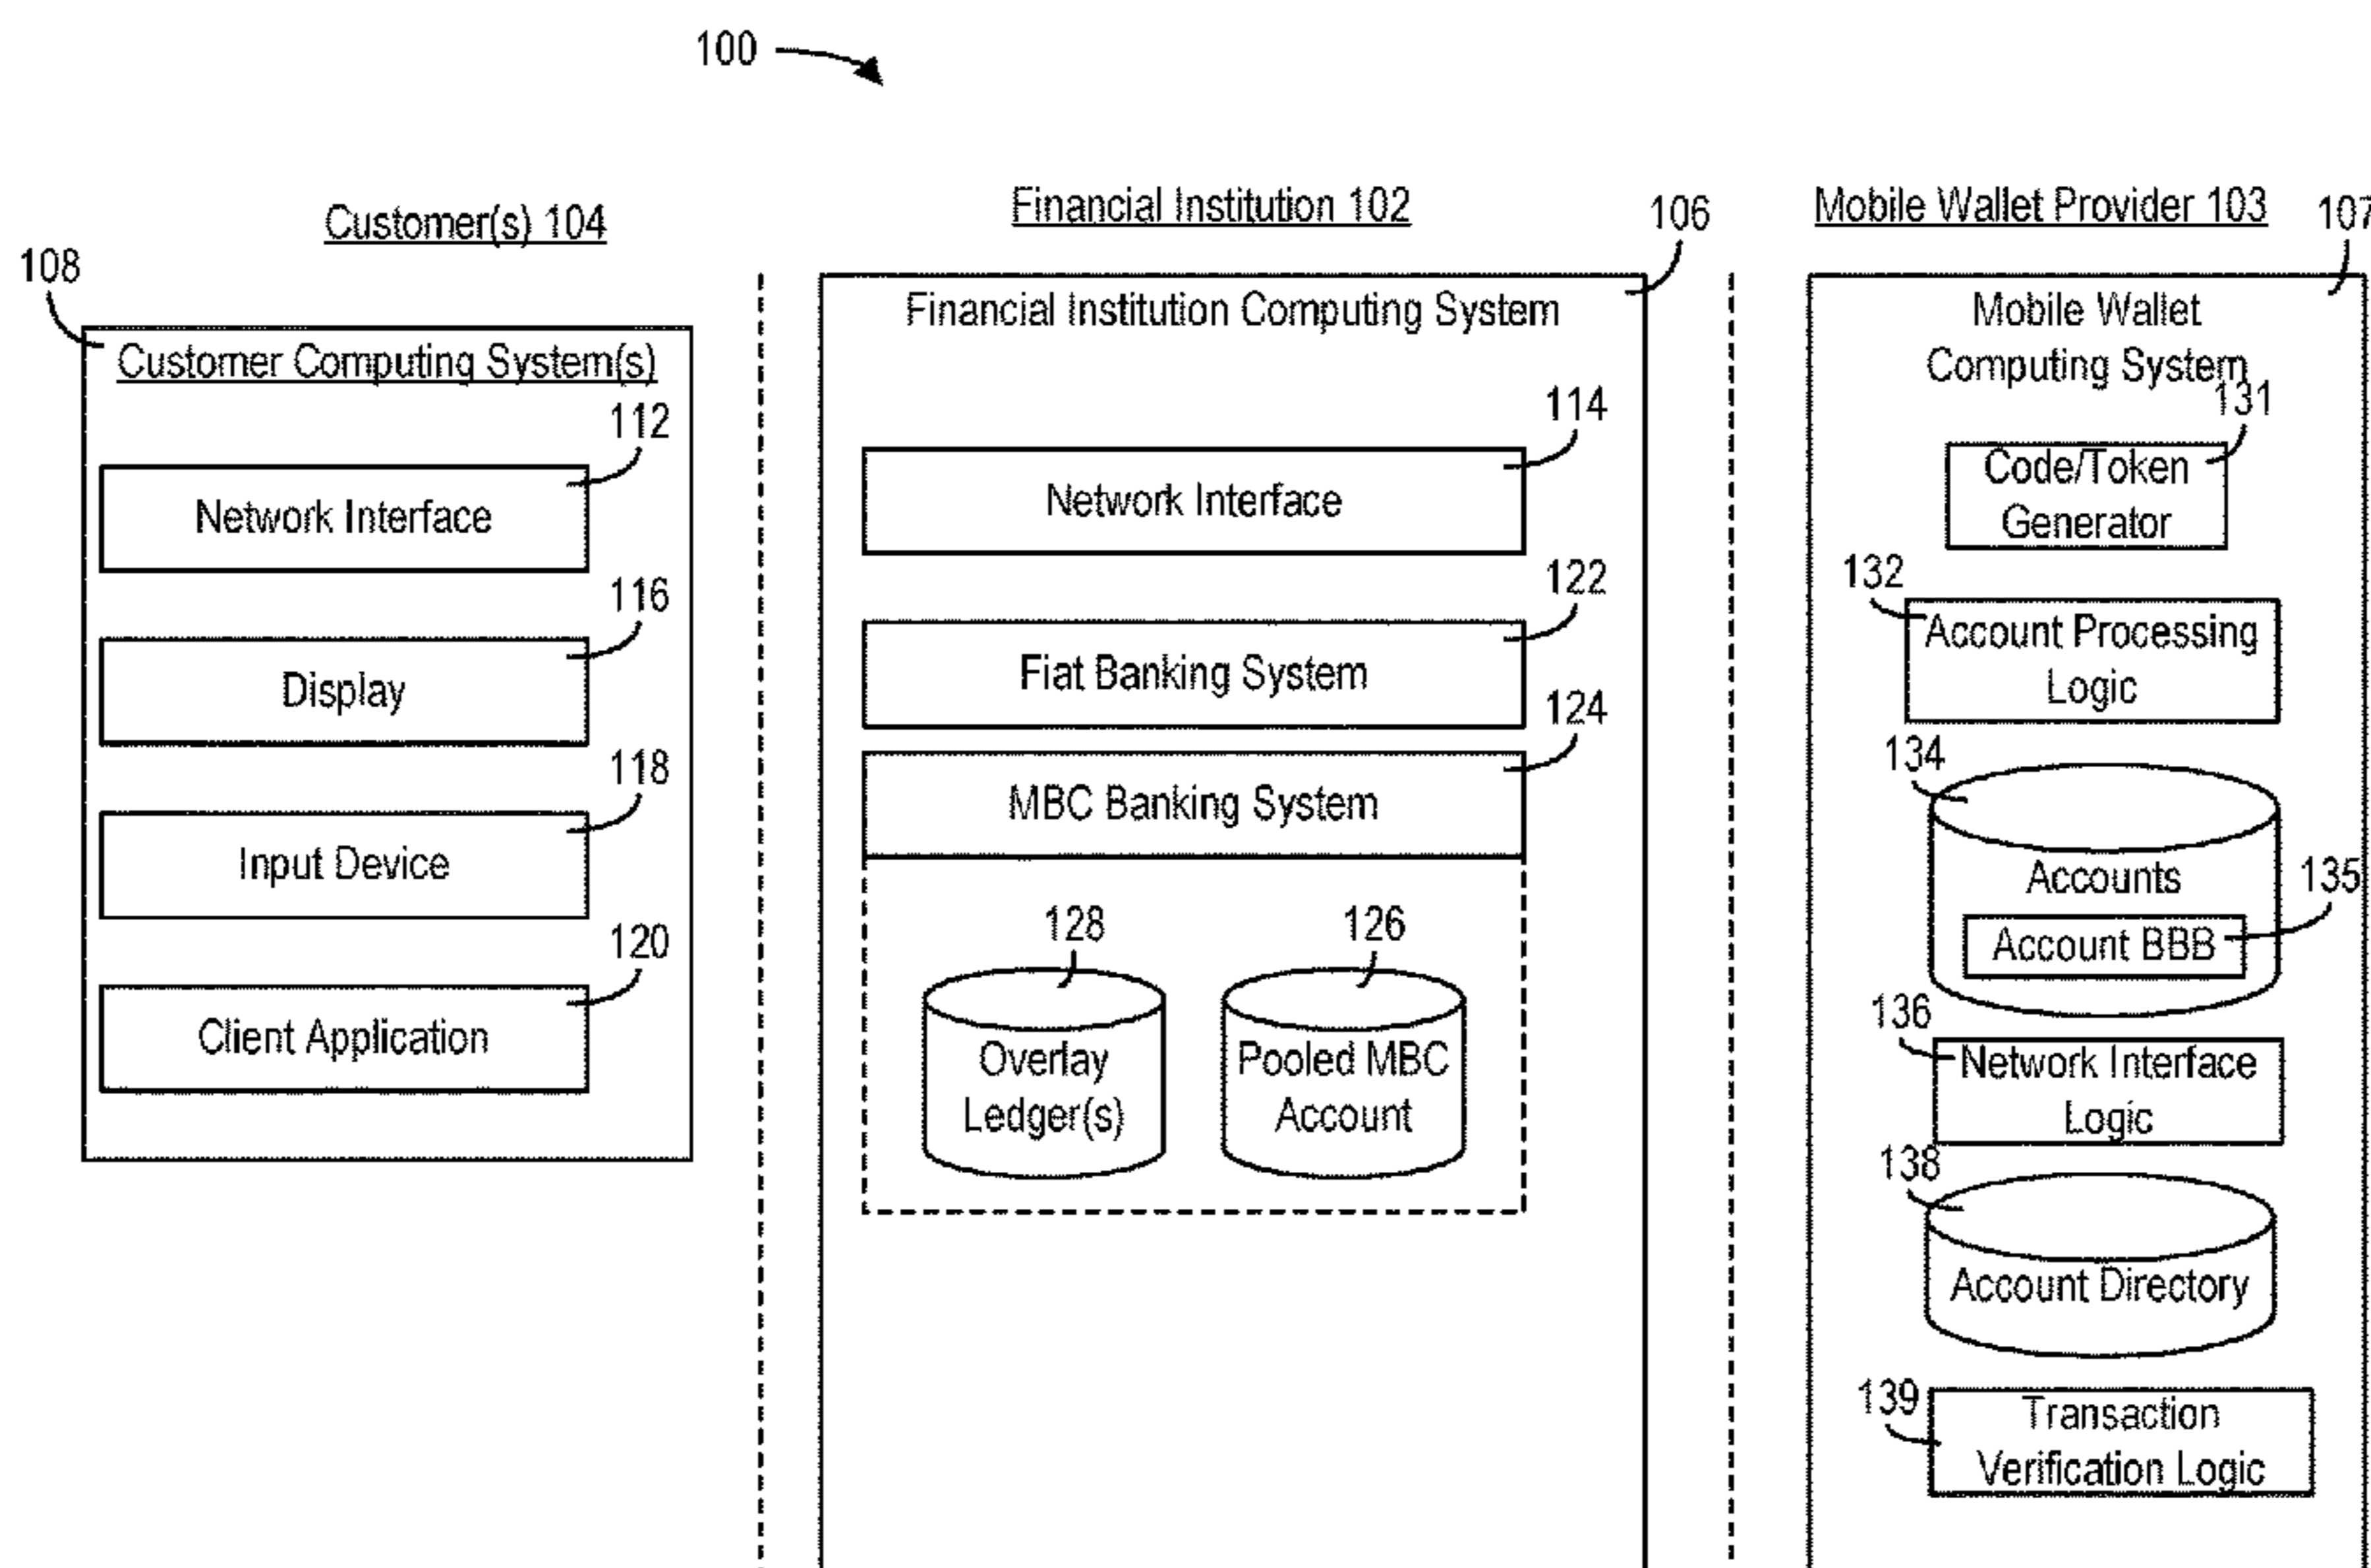 100
Customer(s) 104
108
Customer Computing System(s)
112
Network Interface
116
Display
118
Input Device
120
Client Application
Financial Institution 102
106
Financial Institution Computing System
114
Network Interface
122
Fiat Banking System
124
MBC Banking System
128
Overlay
Ledger(s)
126
Pooled MBC
Account
Mobile Wallet Provider 103
107
Mobile Wallet
Computing System
131
Code/Token
Generator
132
Account Processing
Logic
134
Accounts
135
Account BBB
136
Network Interface
Logic
138
Account Directory
139
Transaction
Verification Logic